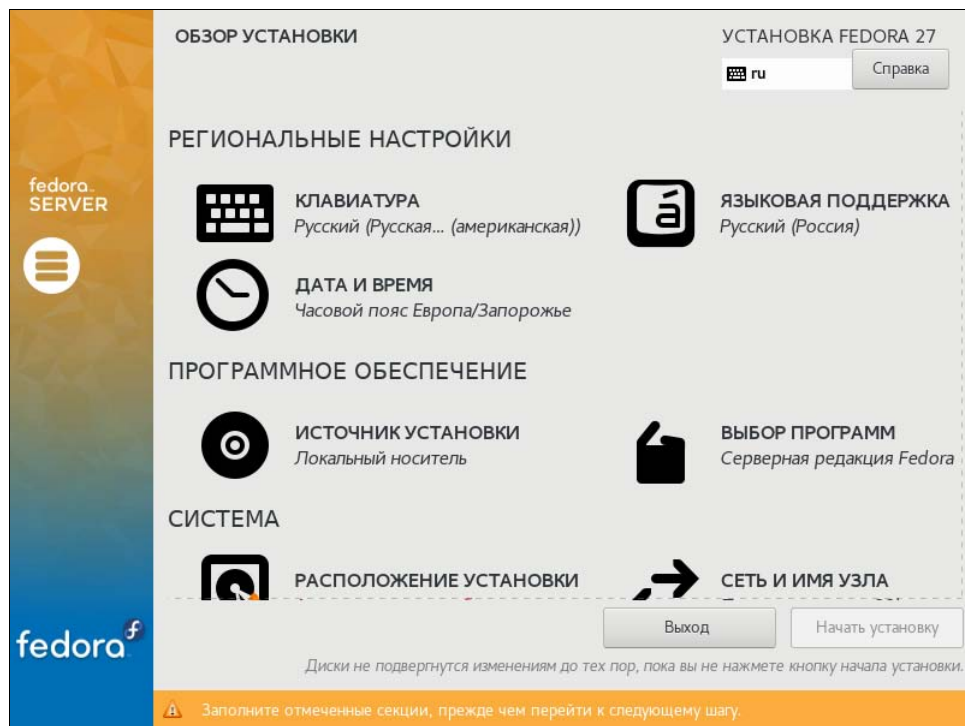 ОБЗОР УСТАНОВКИ
УСТАНОВКА FEDORA 27
ru
Справка
РЕГИОНАЛЬНЫЕ НАСТРОЙКИ
fedora
SERVER
КЛАВИАТУРА
Русский (Русская... (американская))
ЯЗЫКОВАЯ ПОДДЕРЖКА
Русский (Россия)
ДАТА И ВРЕМЯ
Часовой пояс Европа/Запорожье
ПРОГРАММНОЕ ОБЕСПЕЧЕНИЕ
ИСТОЧНИК УСТАНОВКИ
Локальный носитель
ВЫБОР ПРОГРАММ
Серверная редакция Fedora
СИСТЕМА
РАСПОЛОЖЕНИЕ УСТАНОВКИ
СЕТЬ И ИМЯ УЗЛА
Выход
Начать установку
fedora
Диски не подвергнутся изменениям до тех пор, пока вы не нажмете кнопку начала установки.
Заполните отмеченные секции, прежде чем перейти к следующему шагу.